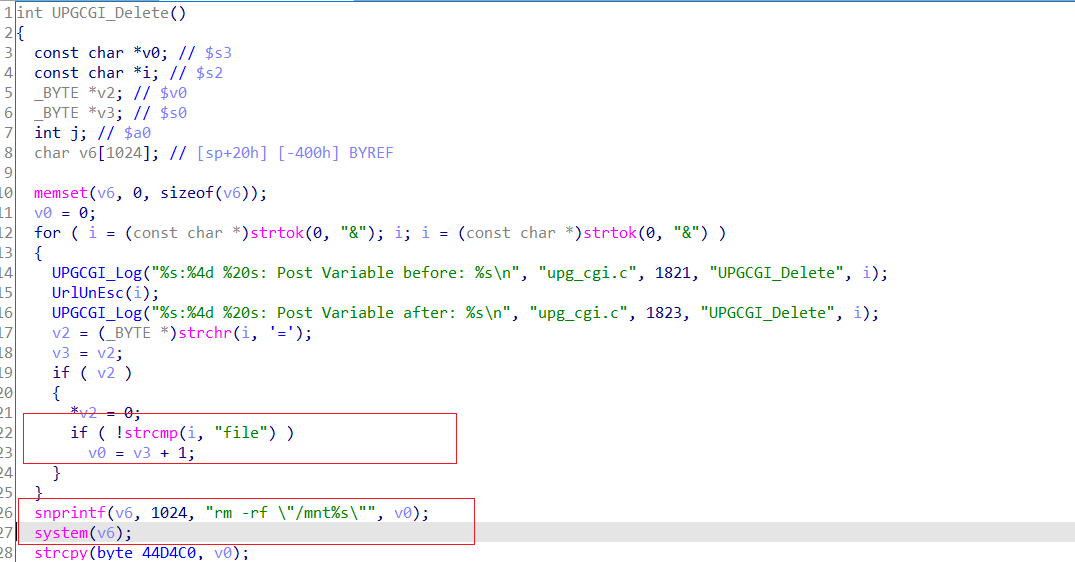 1 int UPGCGI_Delete()
2 {
3 const char *v0; // $s3
4 const char *i; // $s2
5 _BYTE *v2; // $v0
6 _BYTE *v3; // $s0
7 int j; // $a0
8 char v6[1024]; // [sp+20h] [-400h] BYREF
9
10 memset(v6, 0, sizeof(v6));
11 v0 = 0;
12 for ( i = (const char *)strtok(0, "&"); i; i = (const char *)strtok(0, "&") )
13 {
14 UPGCGI_Log("%s:%4d %20s: Post Variable before: %s\n", "upg_cgi.c", 1821, "UPGCGI_Delete", i);
15 UrlUnEsc(i);
16 UPGCGI_Log("%s:%4d %20s: Post Variable after: %s\n", "upg_cgi.c", 1823, "UPGCGI_Delete", i);
17 v2 = (_BYTE *)strchr(i, '=');
18 v3 = v2;
19 if ( v2 )
20 {
21 *v2 = 0;
22 if ( !strcmp(i, "file") )
23 v0 = v3 + 1;
24 }
25 }
26 snprintf(v6, 1024, "rm -rf \"/mnt%s\"", v0);
27 system(v6);
28 strcpy(byte_44D4C0, v0);